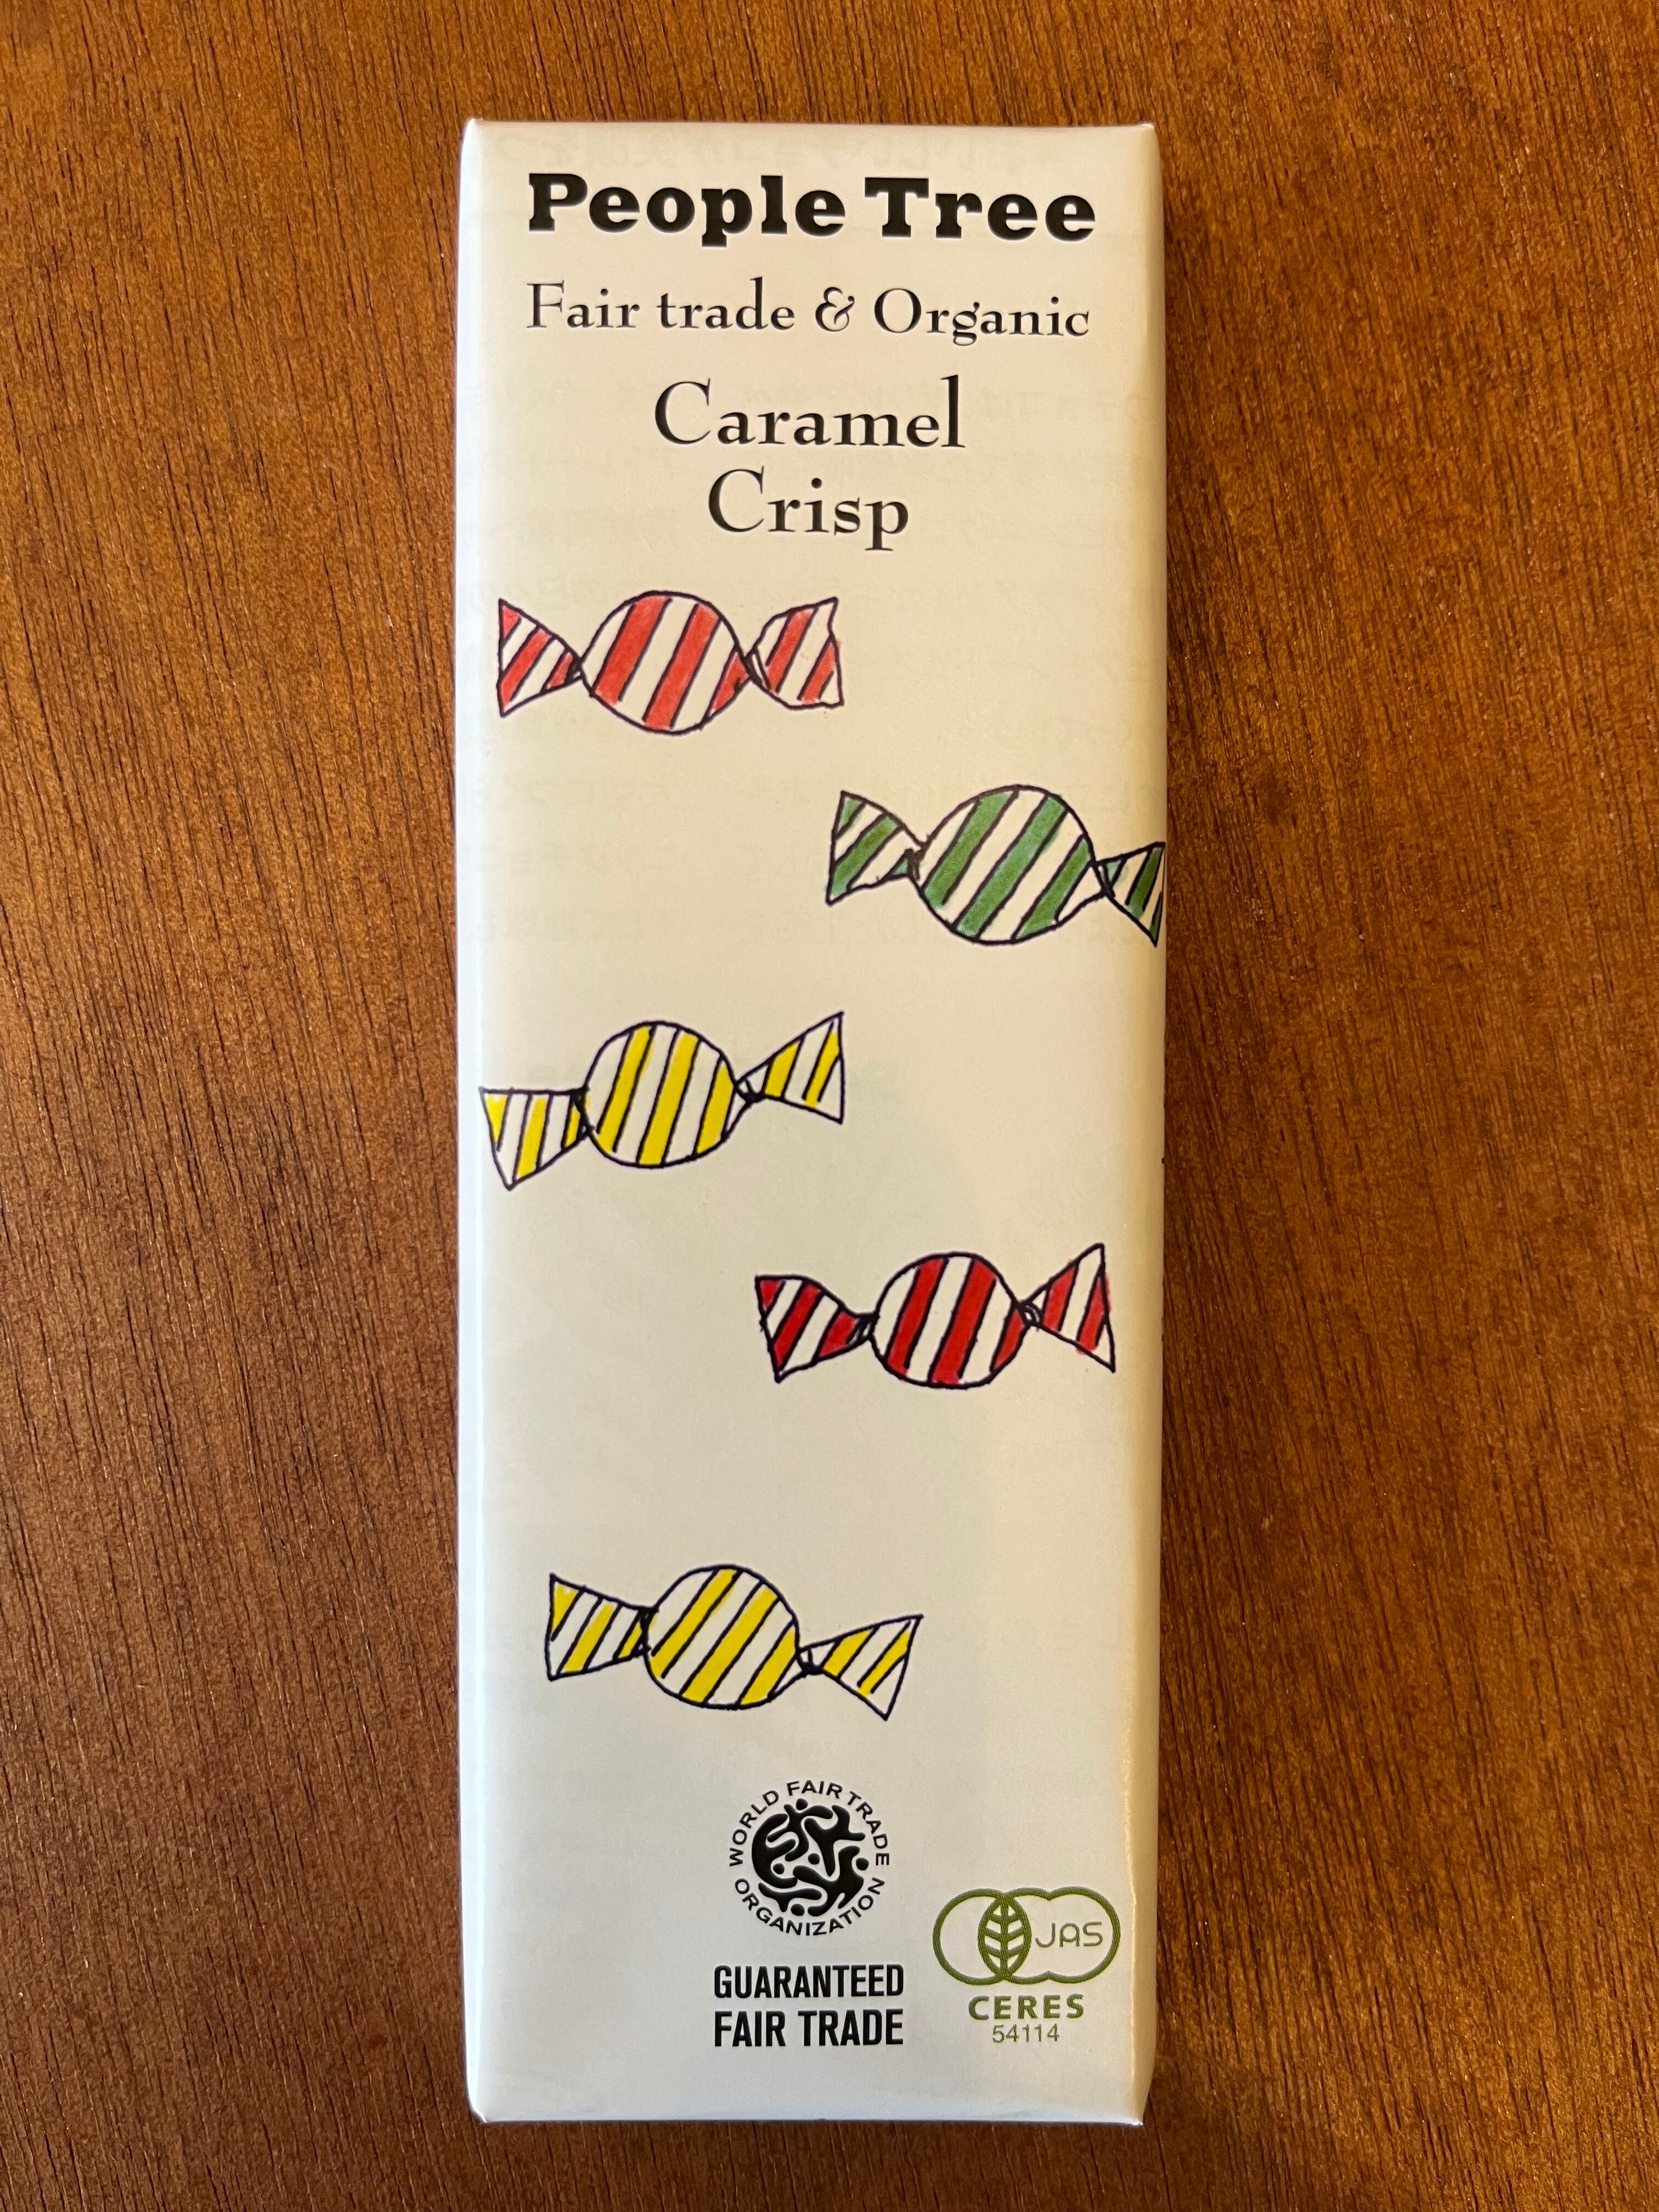 People Tree
Fair trade & Organic
Caramel
Crisp
WORLD FAIR TRADE ORGANIZATION
GUARANTEED
FAIR TRADE
JAS
CERES
54114